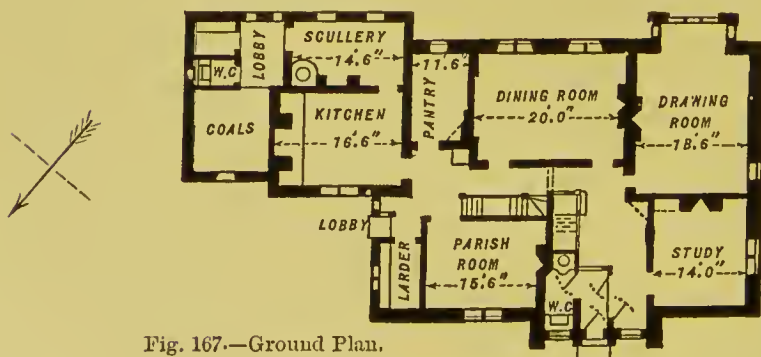 SCULLERY
14.'6"
LOBBY
W.C
COALS
KITCHEN
16.'6"
11.'6"
PANTRY
DINING ROOM
20.'0"
DRAWING
ROOM
18.'6"
LOBBY
LARDER
PARISH
ROOM
15.'6"
W.C
STUDY
14.'0"
Fig. 167.—Ground Plan.